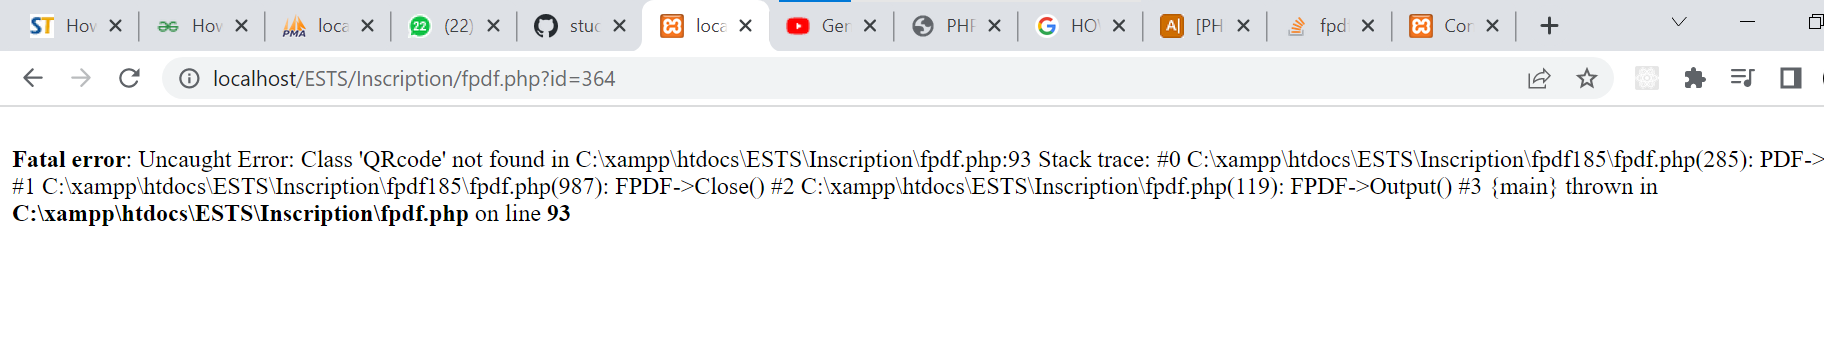 ST Hov
Hov
PMA loca
22 (22)
stuc
loca
Ger
PHF
HO
A| [PH
fpd
Cor
localhost/ESTS/Inscription/fpdf.php?id=364
Fatal error: Uncaught Error: Class 'QRcode' not found in C:\xampp\htdocs\ESTS\Inscription\fpdf.php:93 Stack trace: #0 C:\xampp\htdocs\ESTS\Inscription\fpdf185\fpdf.php(285): PDF->
#1 C:\xampp\htdocs\ESTS\Inscription\fpdf185\fpdf.php(987): FPDF->Close() #2 C:\xampp\htdocs\ESTS\Inscription\fpdf.php(119): FPDF->Output() #3 {main} thrown in
C:\xampp\htdocs\ESTS\Inscription\fpdf.php on line 93